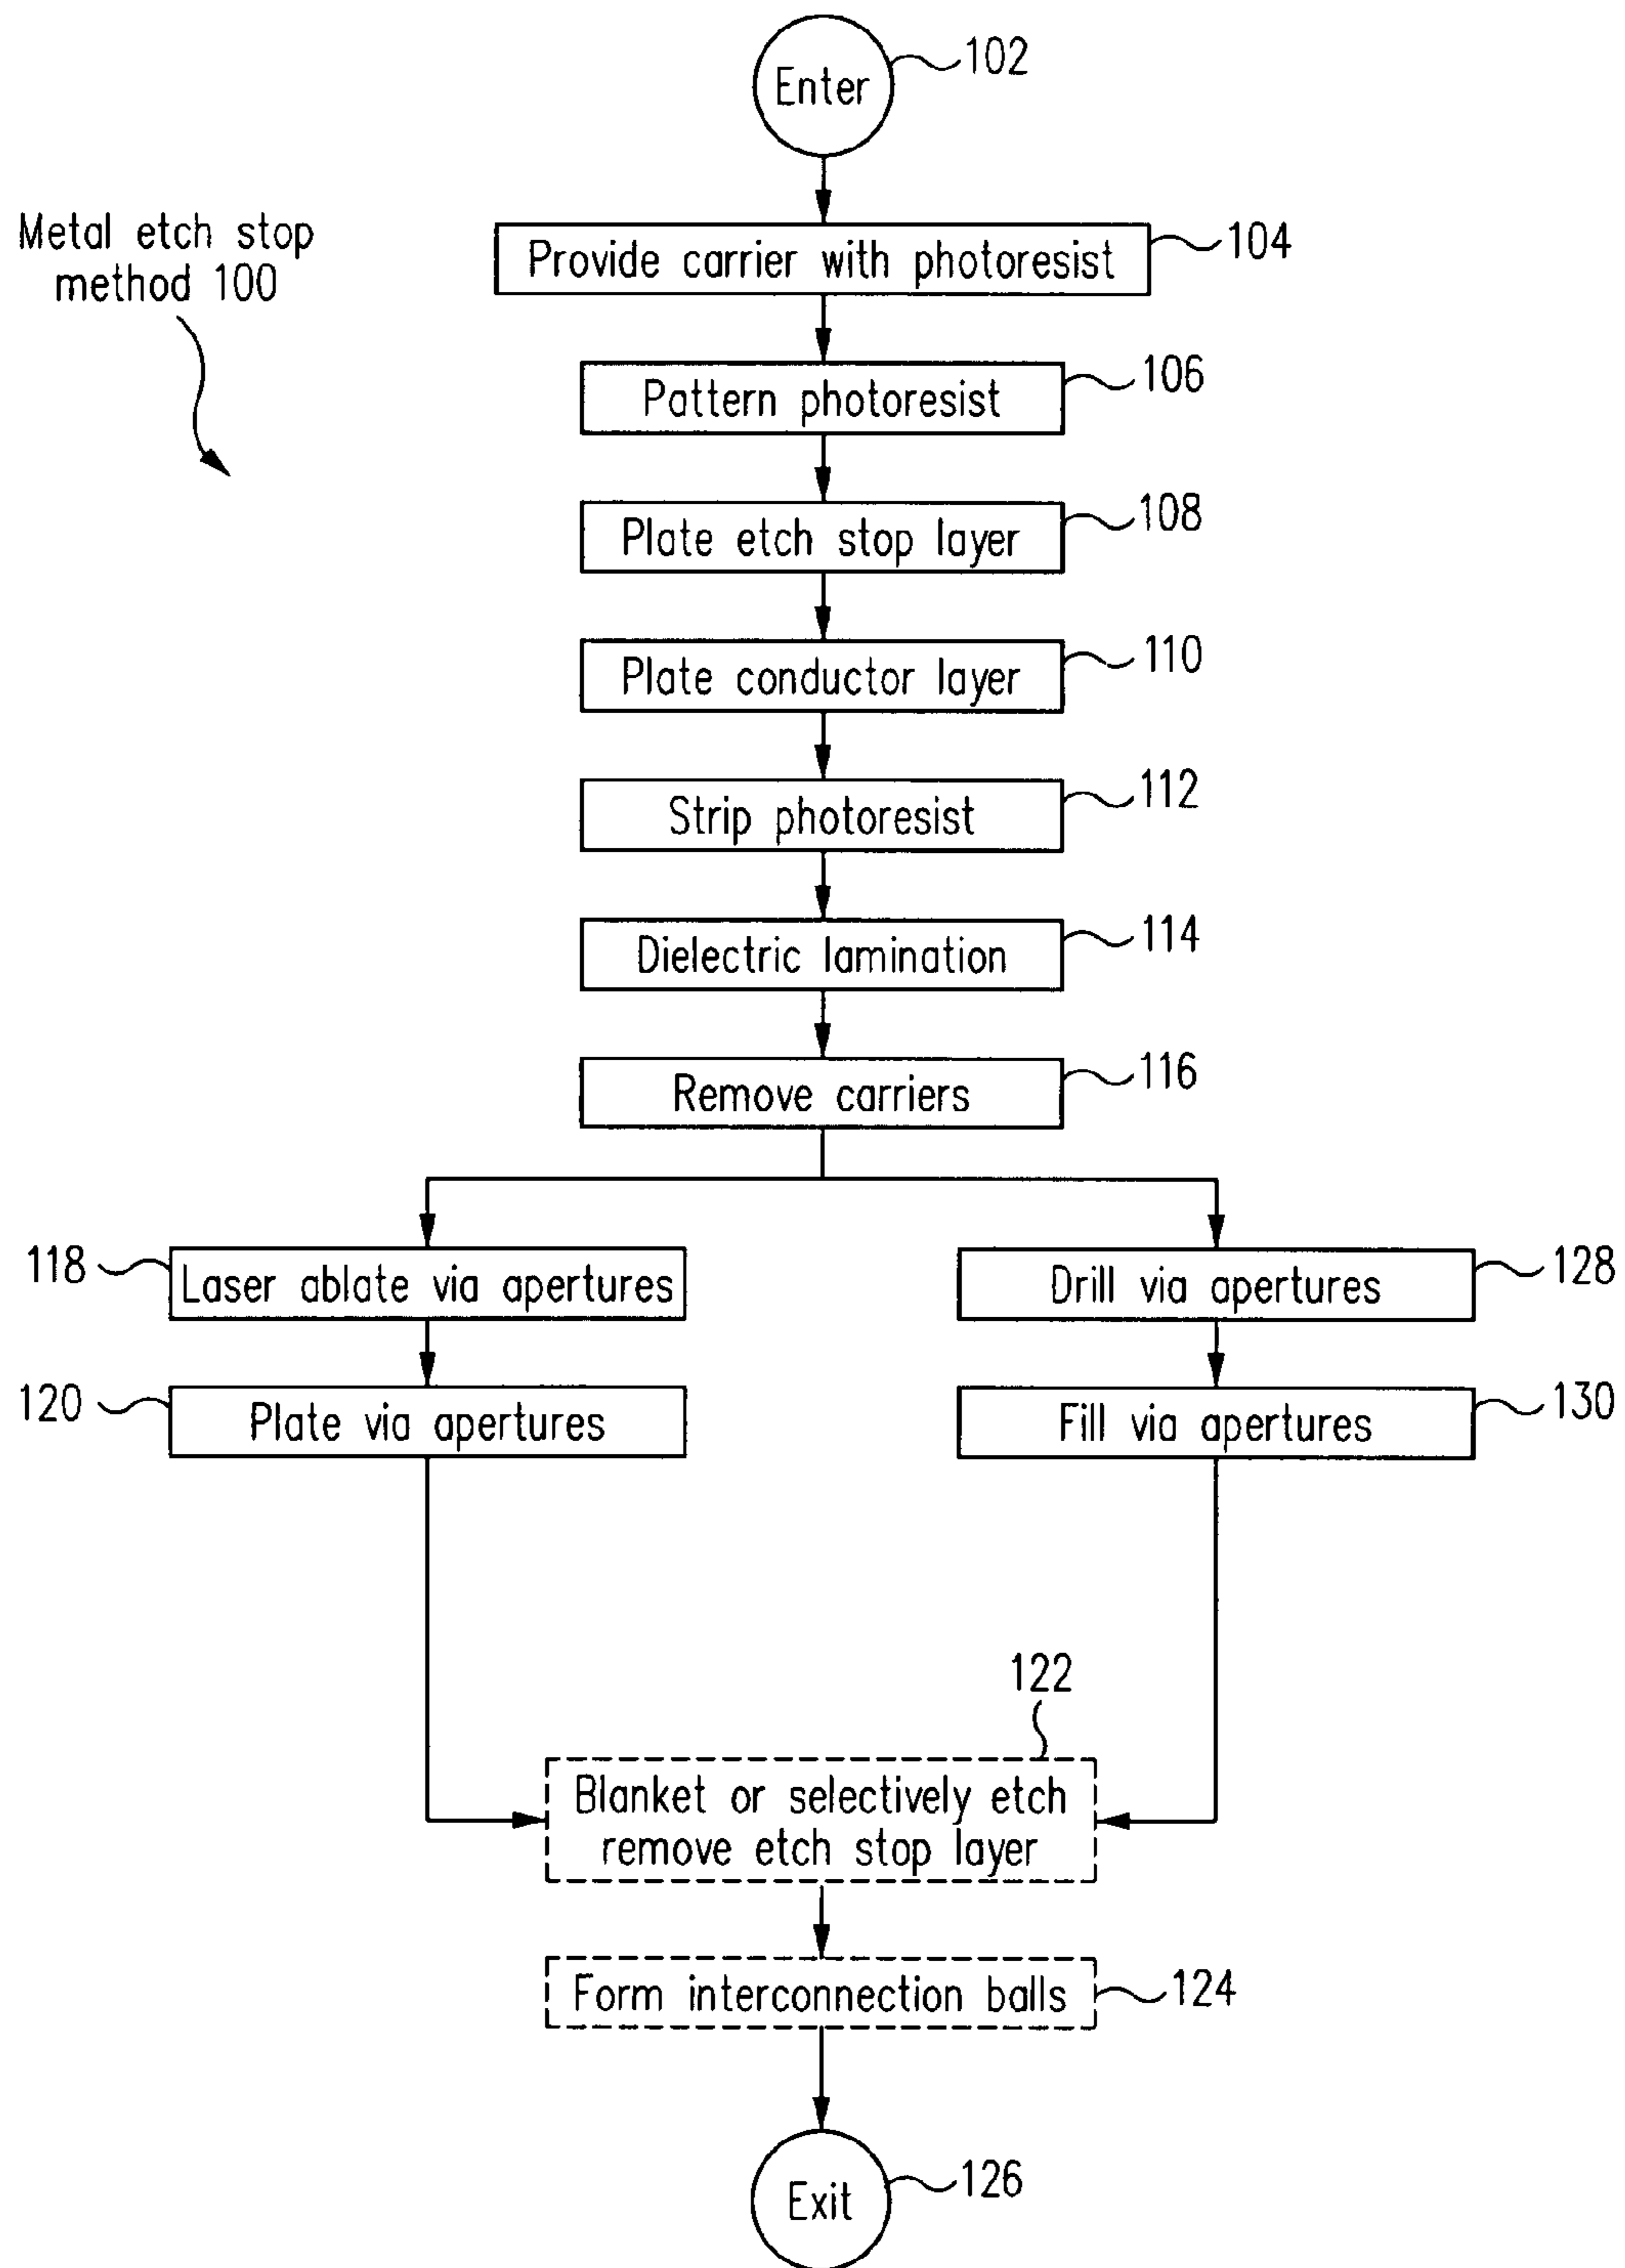 Enter
102
Metal etch stop
method 100
Provide carrier with photoresist
104
Pattern photoresist
106
Plate etch stop layer
108
Plate conductor layer
110
Strip photoresist
112
Dielectric lamination
114
Remove carriers
116
118
Laser ablate via apertures
Drill via apertures
128
120
Plate via apertures
Fill via apertures
130
122
Blanket or selectively etch
remove etch stop layer
Form interconnection balls
124
Exit
126